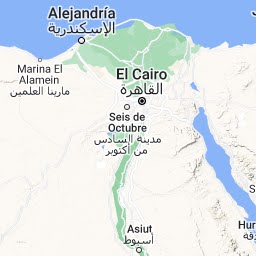 Alejandría
الإسكندرية
Marina El
Alamein
مارينا العلمين
El Cairo
القاهرة
Seis de
Octubre
مدينة السادس
من أكتوبر
Asiut
أسيوط
Hur